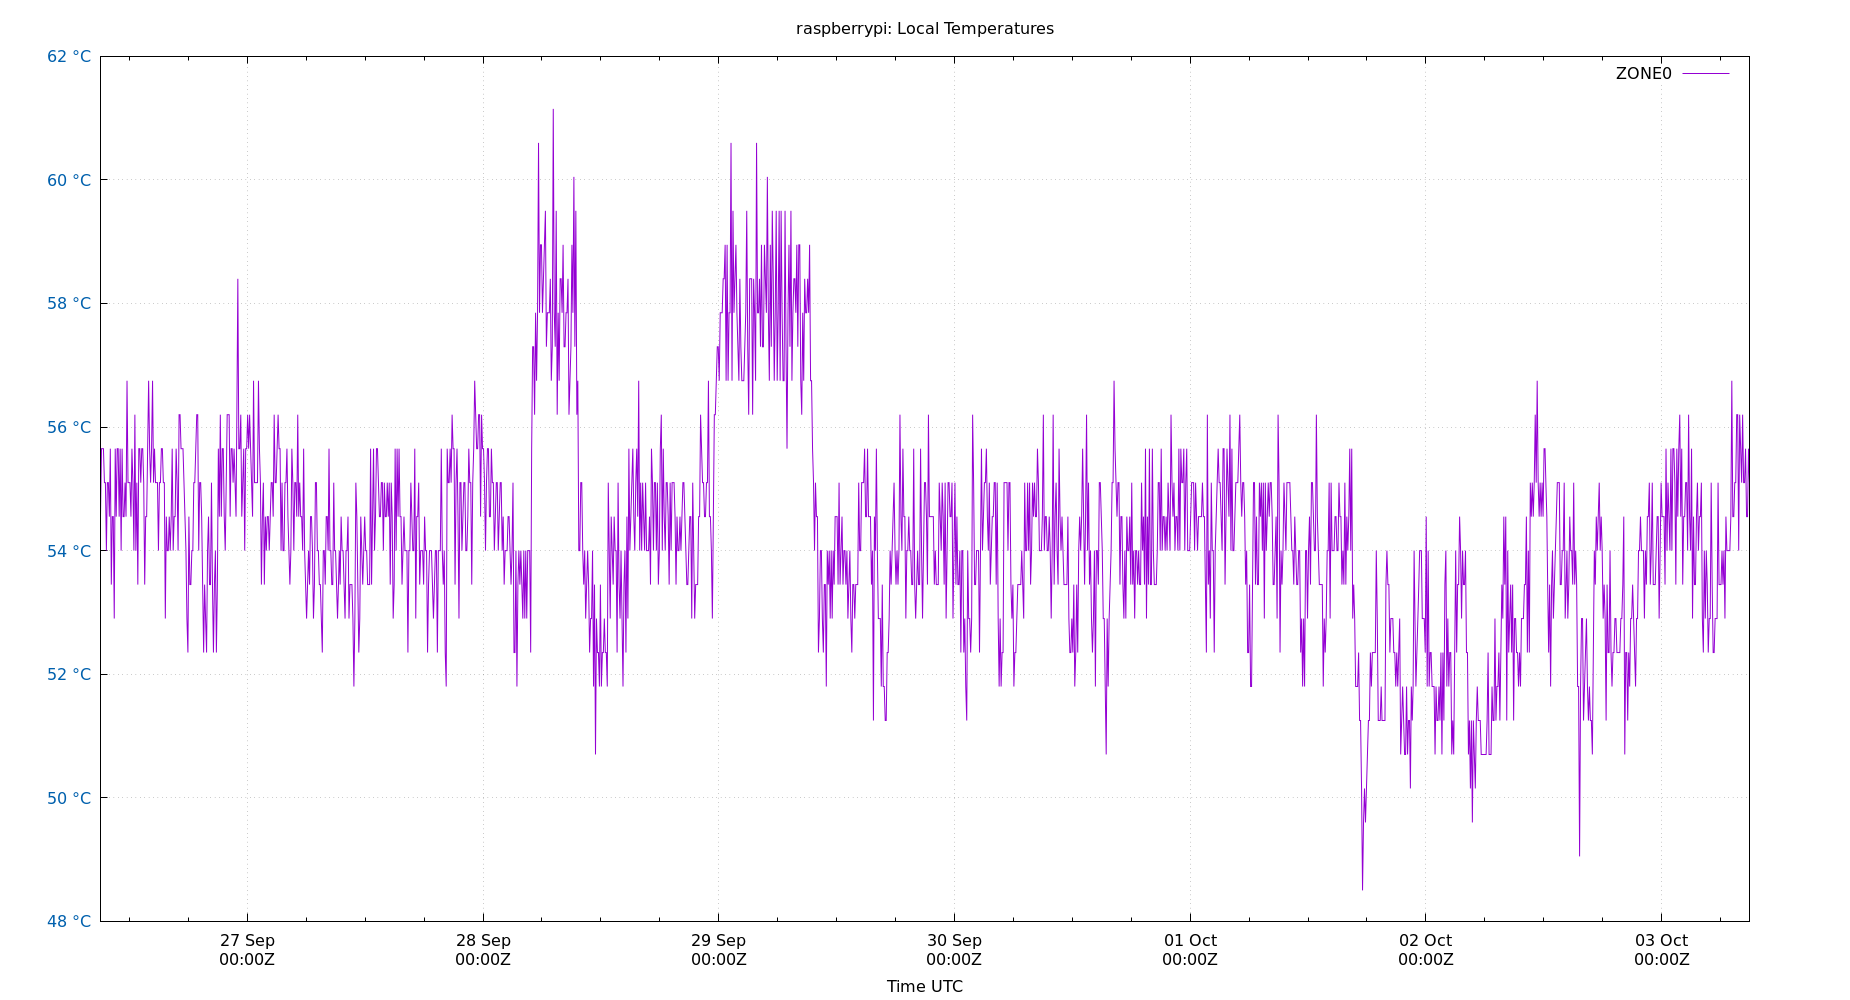 raspberrypi: Local Temperatures
62 °C
ZONE0
60 °C
58 °C
56 °C
54 °C
52 °C
50 °C
48 °C
27 Sep 28 Sep 29 Sep 30 Sep 01 Oct 02 Oct 03 Oct
00:00Z 00:00Z 00:00Z 00:00Z 00:00Z 00:00Z 00:00Z
Time UTC